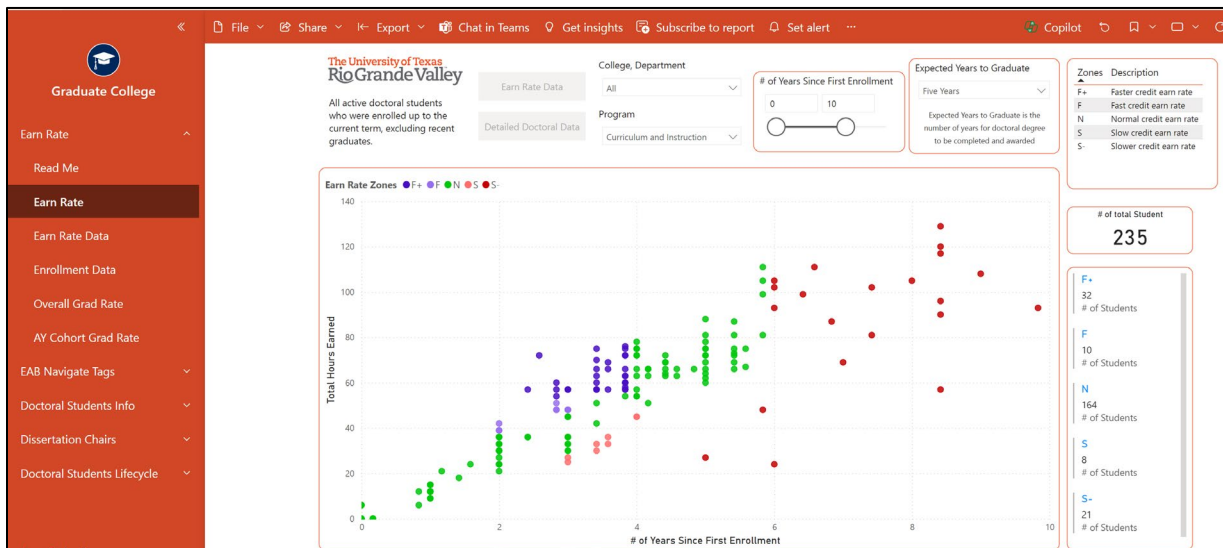 File
Share
Export
Chat in Teams
Get insights
Subscribe to report
Set alert
...
Copilot
Graduate College
Earn Rate
Read Me
Earn Rate
Earn Rate Data
Enrollment Data
Overall Grad Rate
AY Cohort Grad Rate
EAB Navigate Tags
Doctoral Students Info
Dissertation Chairs
Doctoral Students Lifecycle
The University of Texas
Rio Grande Valley
All active doctoral students
who were enrolled up to the
current term, excluding recent
graduates.
Earn Rate Data
Detailed Doctoral Data
College, Department
All
Program
Curriculum and Instruction
# of Years Since First Enrollment
0 10
Expected Years to Graduate
Five Years
Expected Years to Graduate is the
number of years for doctoral degree
to be completed and awarded
Zones Description
F+ Faster credit earn rate
F Fast credit earn rate
N Normal credit earn rate
S Slow credit earn rate
S- Slower credit earn rate
Earn Rate Zones F+ F N S S-
Total Hours Earned
140
120
100
80
60
40
20
0
0 2 4 6 8 10
# of Years Since First Enrollment
# of total Student
235
F+
32
# of Students
F
10
# of Students
N
164
# of Students
S
8
# of Students
S-
21
# of Students